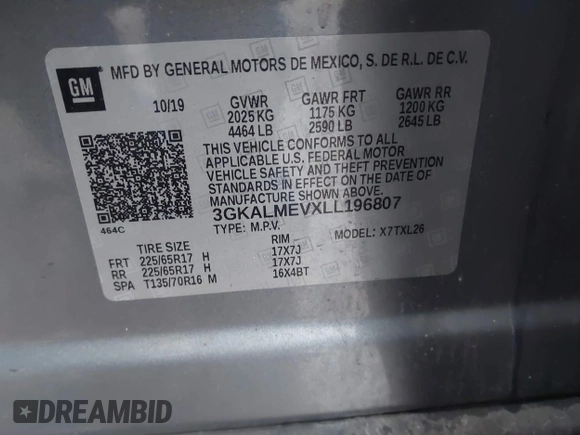 GM
MFD BY GENERAL MOTORS DE MEXICO, S. DE R.L. DE C.V.
10/19 GVWR GAWR FRT GAWR RR
2025 KG 1175 KG 1200 KG
4464 LB 2590 LB 2645 LB
THIS VEHICLE CONFORMS TO ALL
APPLICABLE U.S. FEDERAL MOTOR
VEHICLE SAFETY AND THEFT PREVENTION
STANDARDS IN EFFECT ON THE DATE OF
MANUFACTURE SHOWN ABOVE.
3GKALMEVXLL196807
464C
TYPE: M.P.V. MODEL: X7TXL26
TIRE SIZE RIM
FRT 225/65R17 H 17X7J
RR 225/65R17 H 17X7J
SPA T135/70R16 M 16X4BT
DREAMBID